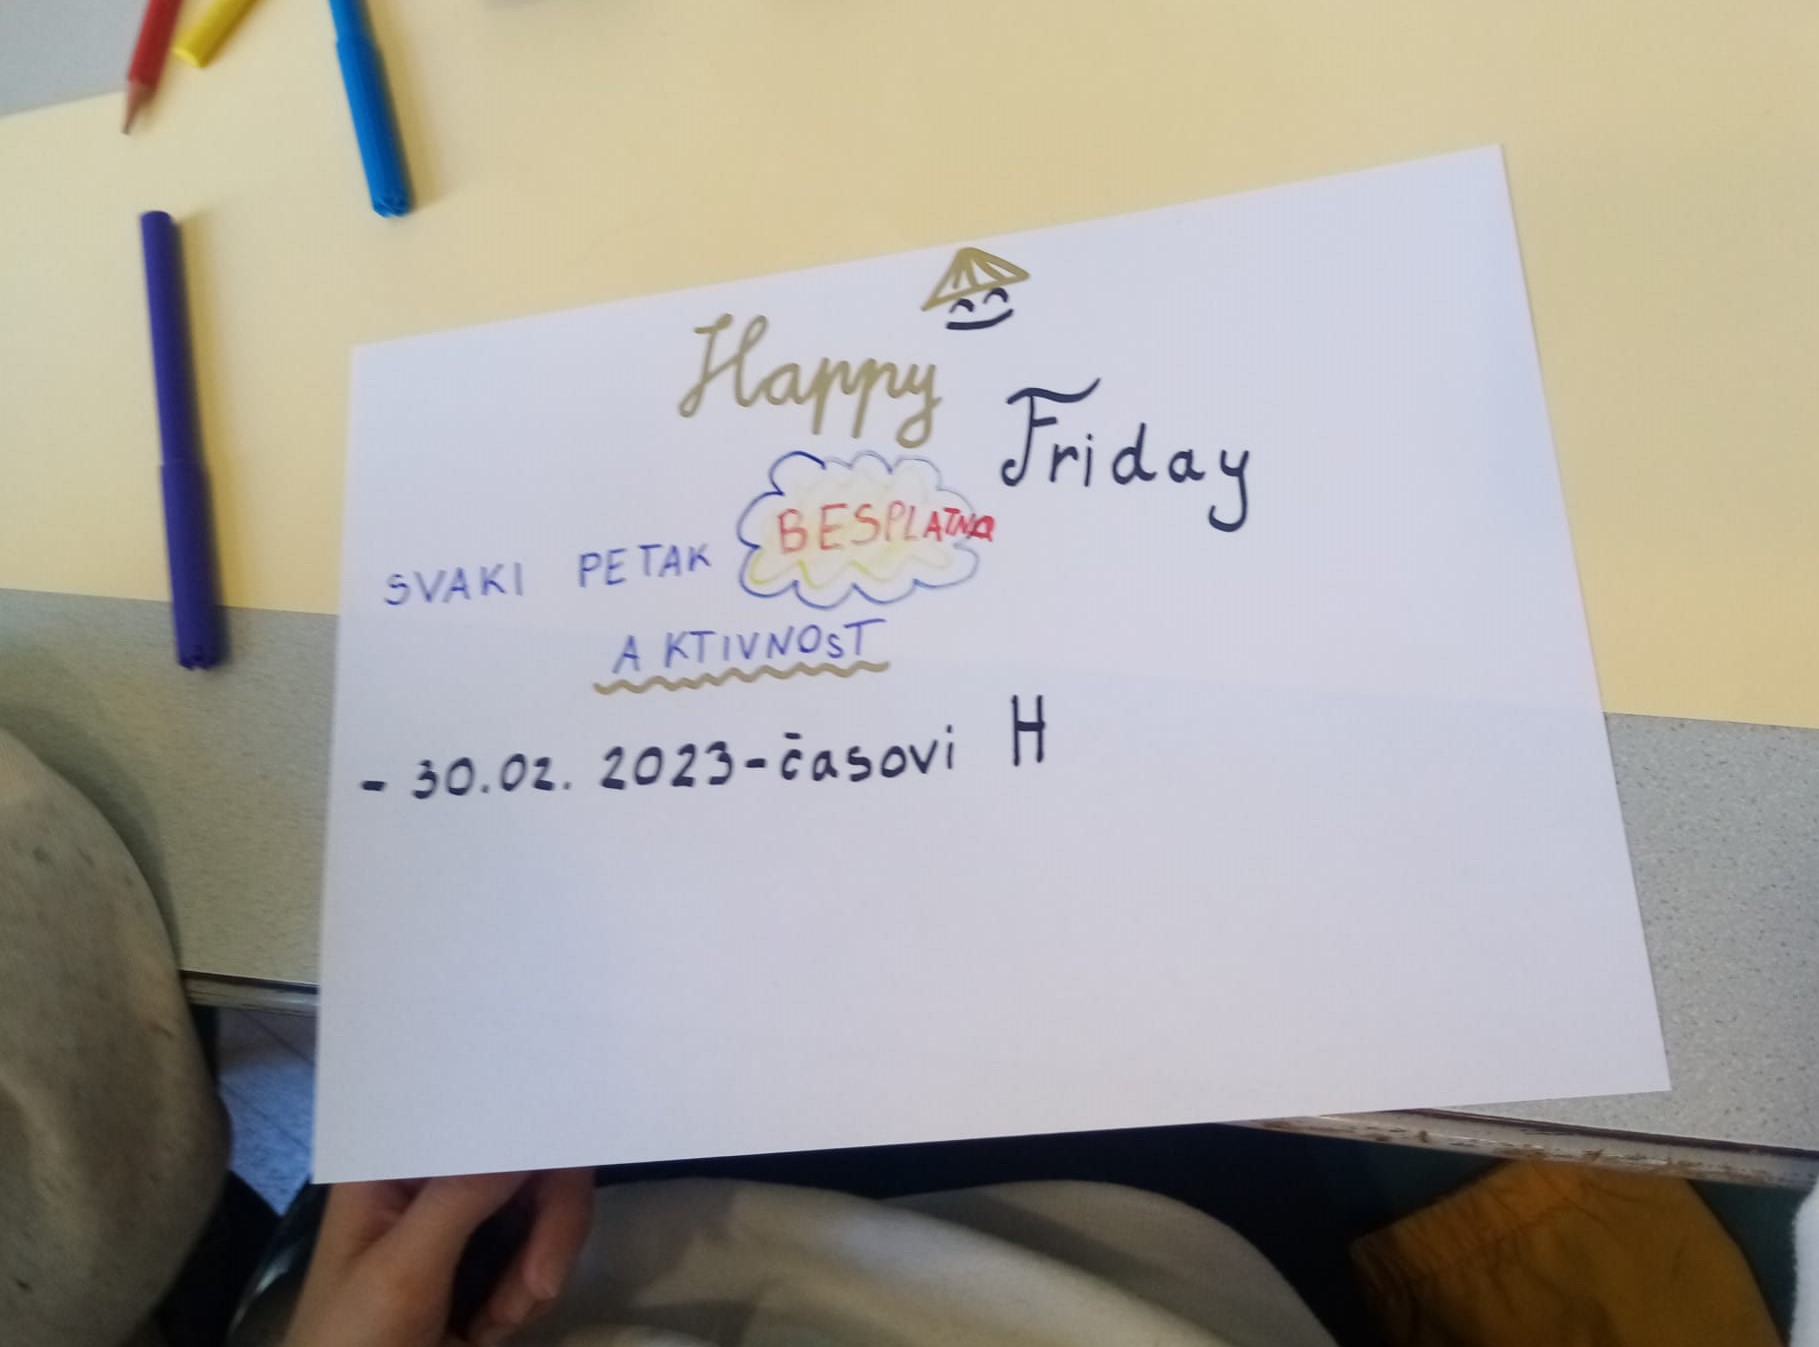 Happy
Friday
SVAKI PETAK BESPLATNA
AKTIVNOST
- 30.02. 2023-časovi H